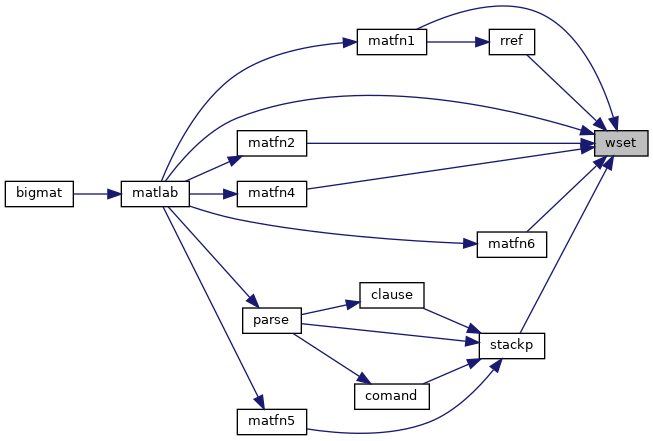 matfn1
rref
wset
matfn2
bigmat
matlab
matfn4
matfn6
clause
parse
stackp
comand
matfn5